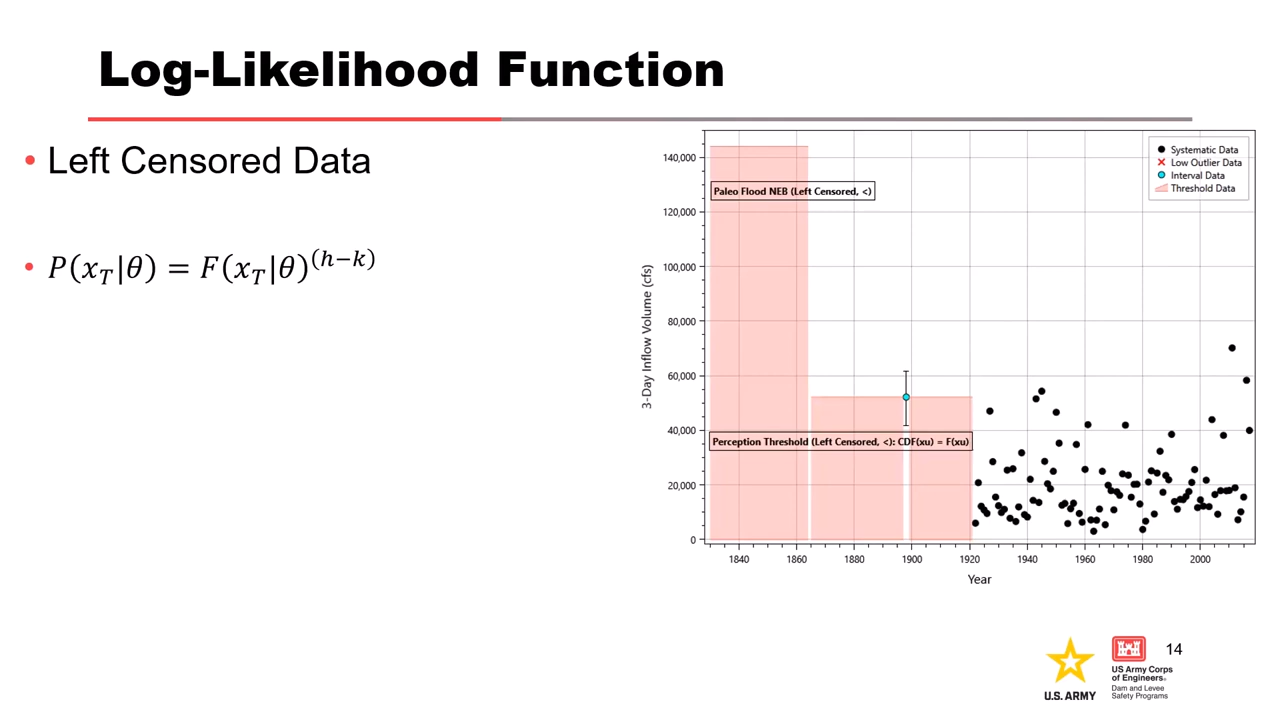 Log-Likelihood Function
• Left Censored Data
• P(x_T|θ) = F(x_T|θ)^(h−k)
3-Day Inflow Volume (cfs)
140,000
120,000
100,000
80,000
60,000
40,000
20,000
0
Paleo Flood NEB (Left Censored, <)
Perception Threshold (Left Censored, <): CDF(xu) = F(xu)
Systematic Data
Low Outlier Data
Interval Data
Threshold Data
1840 1860 1880 1900 1920 1940 1960 1980 2000
Year
U.S. ARMY
US Army Corps
of Engineers®
Dam and Levee
Safety Programs
14